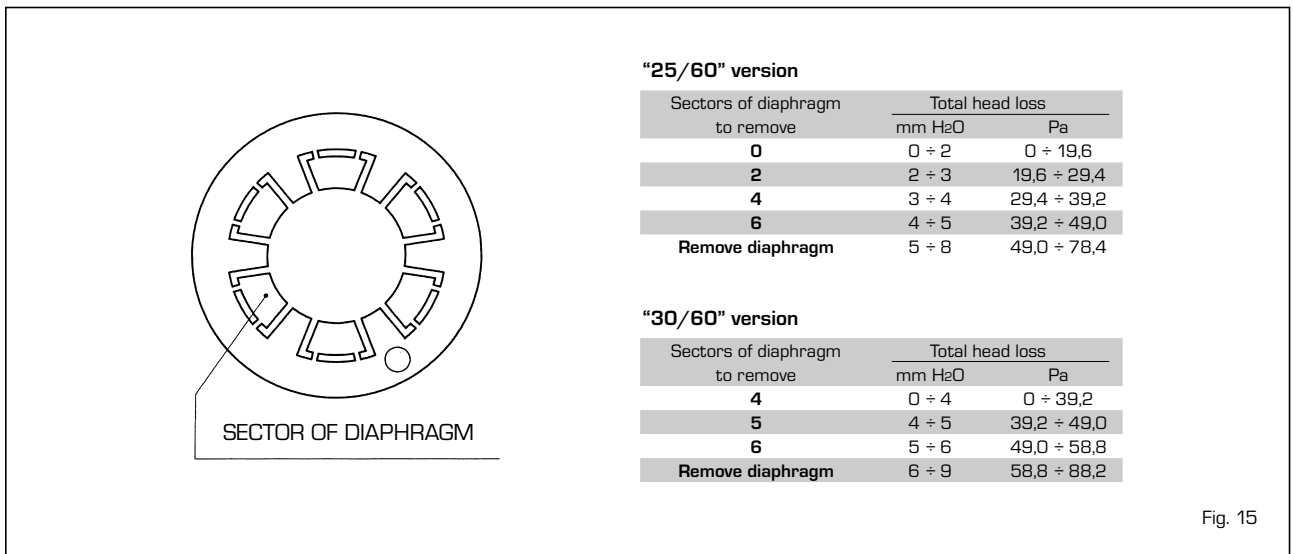 SECTOR OF DIAPHRAGM
“25/60” version
Sectors of diaphragm Total head loss
to remove mm H2O Pa
0 0 ÷ 2 0 ÷ 19,6
2 2 ÷ 3 19,6 ÷ 29,4
4 3 ÷ 4 29,4 ÷ 39,2
6 4 ÷ 5 39,2 ÷ 49,0
Remove diaphragm 5 ÷ 8 49,0 ÷ 78,4
“30/60” version
Sectors of diaphragm Total head loss
to remove mm H2O Pa
4 0 ÷ 4 0 ÷ 39,2
5 4 ÷ 5 39,2 ÷ 49,0
6 5 ÷ 6 49,0 ÷ 58,8
Remove diaphragm 6 ÷ 9 58,8 ÷ 88,2
Fig. 15